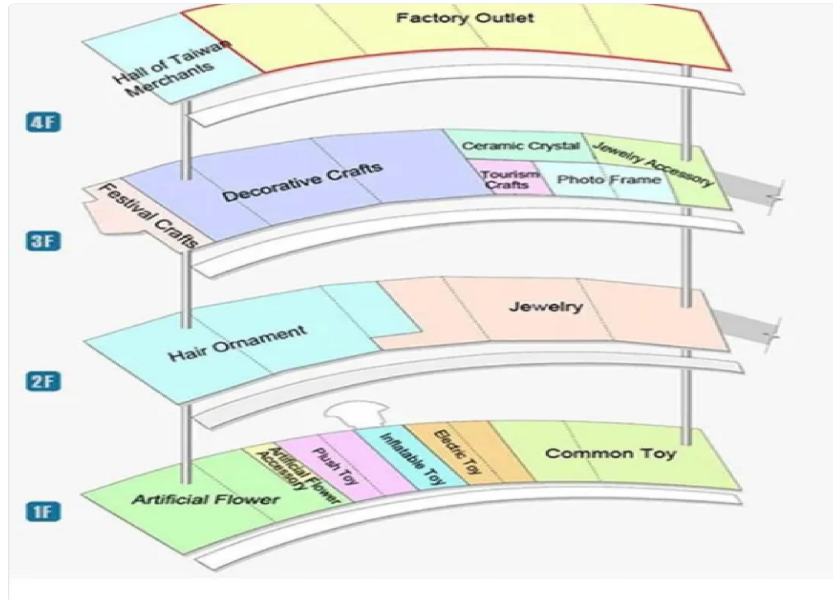 Factory Outlet
Hall of Taiwan
Merchants
4F
Ceramic Crystal
Jewelry Accessory
Decorative Crafts
Tourism
Crafts
Photo Frame
Festival Crafts
3F
Jewelry
Hair Ornament
2F
Artificial Flower
Artificial Flower
Accessory
Plush Toy
Inflatable Toy
Elecric Toy
Common Toy
1F